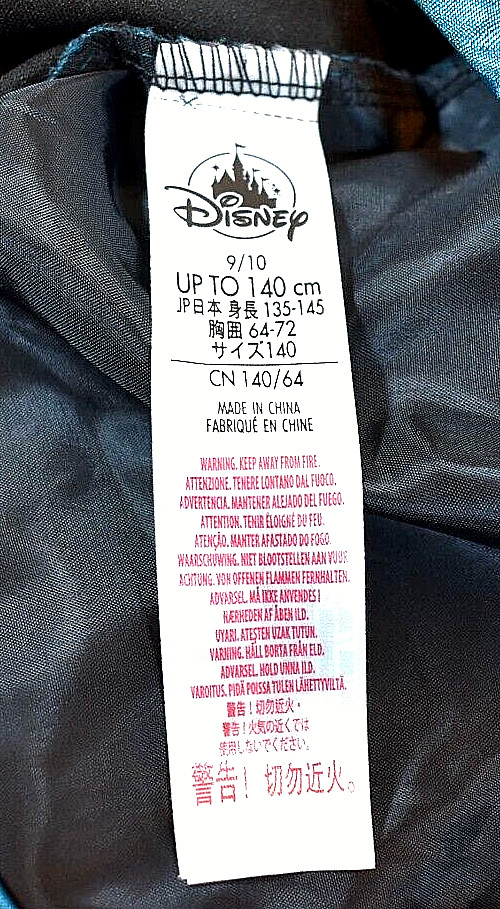 Disney
9/10
UP TO 140 cm
JP日本 身長 135-145
胸囲 64-72
サイズ140
CN 140/64
MADE IN CHINA
FABRIQUÉ EN CHINE
WARNING. KEEP AWAY FROM FIRE.
ATTENZIONE. TENERE LONTANO DAL FUOCO.
ADVERTENCIA. MANTENER ALEJADO DEL FUEGO.
ATTENTION. TENIR ÉLOIGNÉ DU FEU.
ATENÇÃO. MANTER AFASTADO DO FOGO.
WAARSCHUWING. NIET BLOOTSTELLEN AAN VUUR
ACHTUNG. VON OFFENEN FLAMMEN FERNHALTEN.
ADVARSEL. MÅ IKKE ANVENDES I
NÆRHEDEN AF ÅBEN ILD.
UYARI. ATEŞTEN UZAK TUTUN.
VARNING. HÅLL BORTA FRÅN ELD.
ADVARSEL. HOLD UNNA ILD.
VAROITUS. PIDÄ POISSA TULEN LÄHETTYVILTÄ.
警告！切勿近火。
警告！火気の近くでは
使用しないでください。
警告！切勿近火。